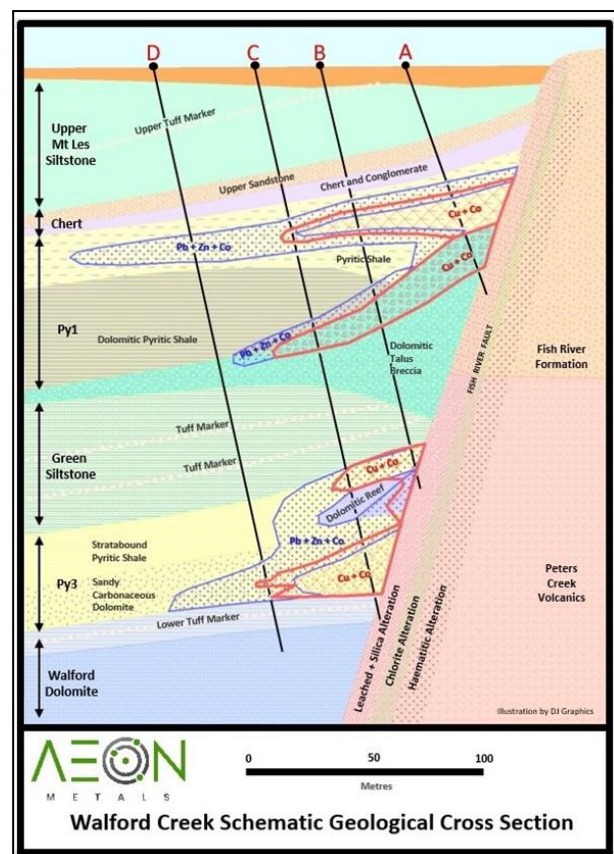 D
C
B
A
Upper
Mt Les
Siltstone
Upper Tuff Marker
Upper Sandstone
Chert and Conglomerate
Chert
Cu + Co
Pb + Zn + Co
Pyritic Shale
Cu + Co
Py1
Dolomitic Pyritic Shale
Pb + Zn + Co
Dolomitic
Talus
Breccia
FISH RIVER FAULT
Fish River
Formation
Green
Siltstone
Tuff Marker
Tuff Marker
Cu + Co
Dolomitic Reef
Pb + Zn + Co
Stratabound
Pyritic Shale
Py3
Sandy
Carbonaceous
Dolomite
Cu + Co
Peters
Creek
Volcanics
Lower Tuff Marker
Walford
Dolomite
Leached + Silica Alteration
Chlorite Alteration
Haematitic Alteration
Illustration by DJ Graphics
AEON
METALS
0 50 100
Metres
Walford Creek Schematic Geological Cross Section